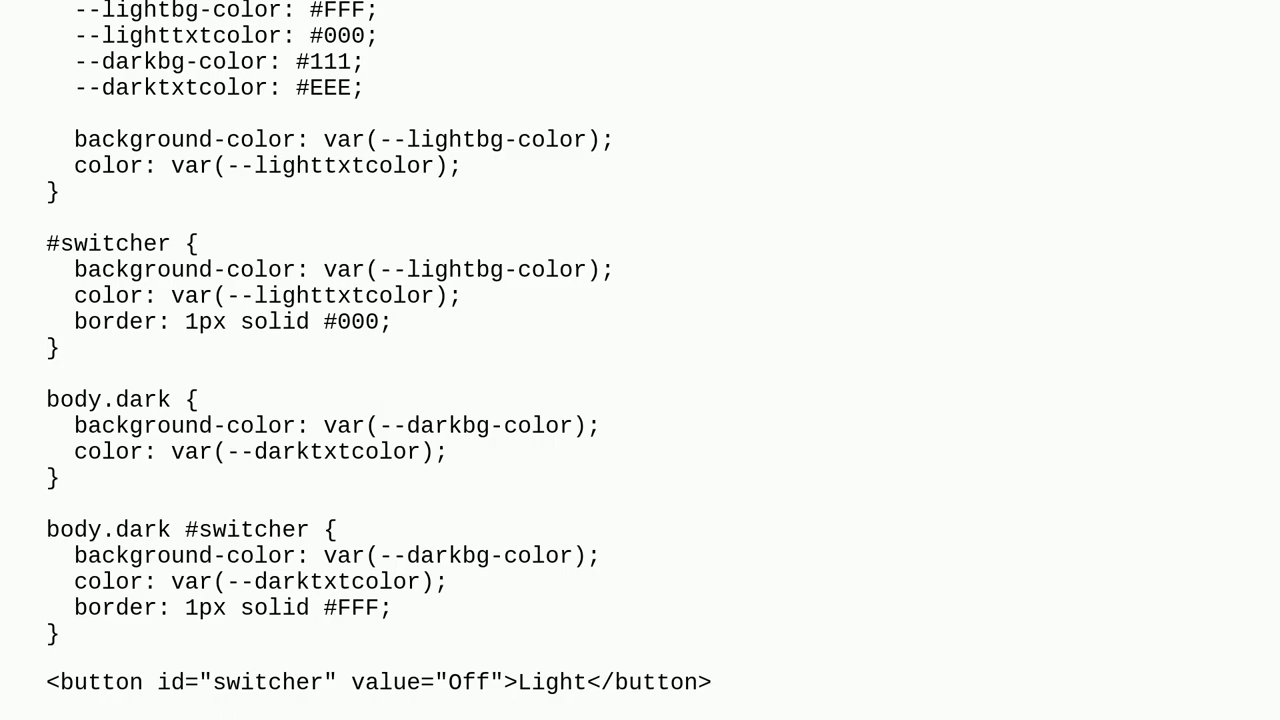 --lightbg-color: #FFF;
--lighttxtcolor: #000;
--darkbg-color: #111;
--darktxtcolor: #EEE;
background-color: var(--lightbg-color);
color: var(--lighttxtcolor);
}
#switcher {
background-color: var(--lightbg-color);
color: var(--lighttxtcolor);
border: 1px solid #000;
}
body.dark {
background-color: var(--darkbg-color);
color: var(--darktxtcolor);
}
body.dark #switcher {
background-color: var(--darkbg-color);
color: var(--darktxtcolor);
border: 1px solid #FFF;
}
<button id="switcher" value="Off">Light</button>